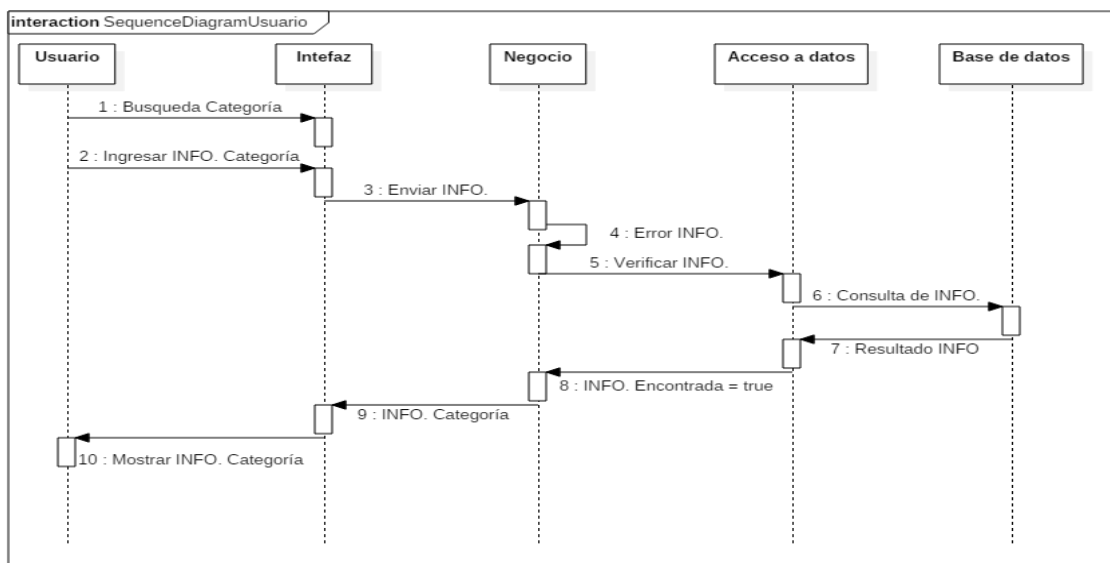 interaction SequenceDiagramUsuario
Usuario
Intefaz
Negocio
Acceso a datos
Base de datos
1 : Busqueda Categoría
2 : Ingresar INFO. Categoría
3 : Enviar INFO.
4 : Error INFO.
5 : Verificar INFO.
6 : Consulta de INFO.
7 : Resultado INFO
8 : INFO. Encontrada = true
9 : INFO. Categoría
10 : Mostrar INFO. Categoría